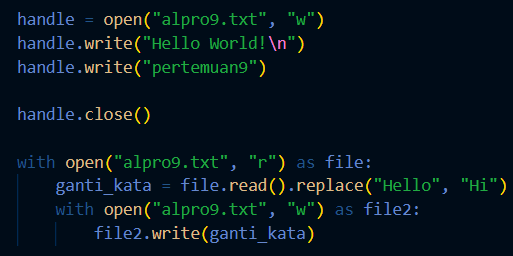 handle = open("alpro9.txt", "w")
handle.write("Hello World!\n")
handle.write("pertemuan9")

handle.close()

with open("alpro9.txt", "r") as file:
    ganti_kata = file.read().replace("Hello", "Hi")
    with open("alpro9.txt", "w") as file2:
        file2.write(ganti_kata)